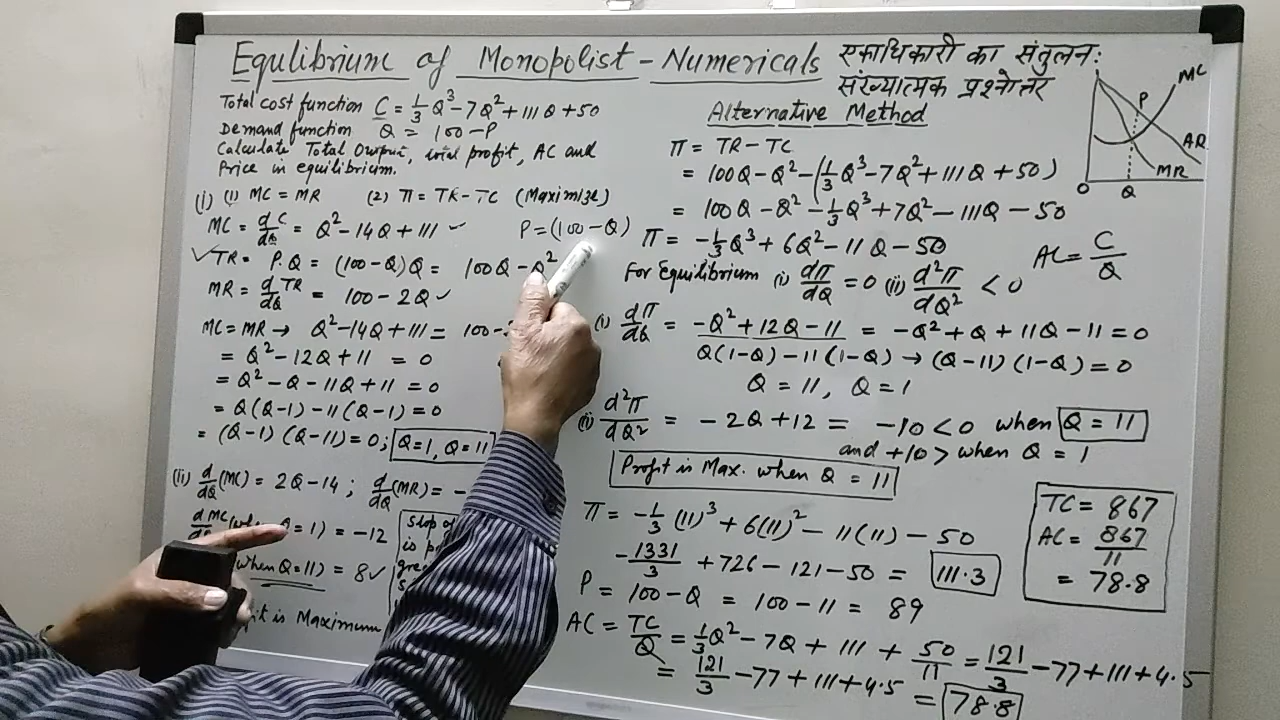 Equlibrium of Monopolist - Numericals
एकाधिकारी का संतुलन:
संख्यात्मक प्रश्नोत्तर
Total cost function C = 1/3 Q³ - 7Q² + 111Q + 50
Demand function Q = 100 - P
Calculate Total Output, total profit, AC and
Price in equilibrium.
(i) (1) MC = MR (2) π = TR - TC (Maximize)
MC = d/dQ C = Q² - 14Q + 111 ✓
P = (100 - Q)
✓TR = P.Q = (100 - Q)Q = 100Q - Q²
MR = d/dQ TR = 100 - 2Q ✓
MC = MR → Q² - 14Q + 111 = 100 -
= Q² - 12Q + 11 = 0
= Q² - Q - 11Q + 11 = 0
= Q(Q - 1) - 11(Q - 1) = 0
= (Q - 1) (Q - 11) = 0; Q = 1, Q = 11
(ii) d/dQ (MC) = 2Q - 14 ; d/dQ (MR) = -
= 1) = -12
(when Q = 11) = 8 ✓
is Maximum
Slop of
Alternative Method
π = TR - TC
= 100Q - Q² - (1/3 Q³ - 7Q² + 111Q + 50)
= 100Q - Q² - 1/3 Q³ + 7Q² - 111Q - 50
π = -1/3 Q³ + 6Q² - 11Q - 50
AC = C/Q
For Equilibrium (i) dπ/dQ = 0 (ii) d²π/dQ² < 0
(i) dπ/dQ = -Q² + 12Q - 11 = -Q² + Q + 11Q - 11 = 0
Q(1 - Q) - 11(1 - Q) → (Q - 11) (1 - Q) = 0
Q = 11, Q = 1
(ii) d²π/dQ² = -2Q + 12 = -10 < 0 when Q = 11
and +10 > when Q = 1
Profit is Max. when Q = 11
π = -1/3 (11)³ + 6(11)² - 11(11) - 50
-1331/3 + 726 - 121 - 50 = 111.3
P = 100 - Q = 100 - 11 = 89
AC = TC/Q = 1/3 Q² - 7Q + 111 + 50/11 = 121/3 - 77 + 111 + 4.5
= 121/3 - 77 + 111 + 4.5
= 78.8
TC = 867
AC = 867/11
= 78.8
MC
P
AR
MR
O
Q